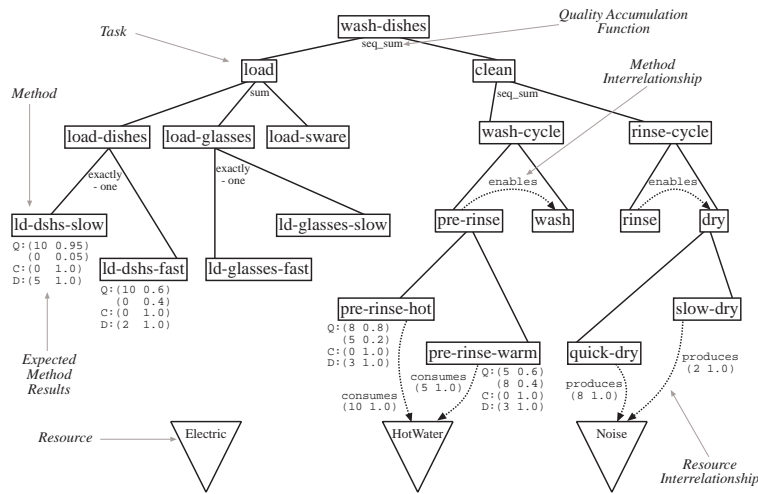 wash-dishes
seq_sum
Quality Accumulation
Function
Task
load
sum
clean
seq_sum
Method
Interrelationship
Method
load-dishes
load-glasses
load-sware
wash-cycle
rinse-cycle
exactly
- one
exactly
- one
enables
enables
ld-dshs-slow
Q:(10 0.95)
(0 0.05)
C:(0 1.0)
D:(5 1.0)
ld-glasses-slow
pre-rinse
wash
rinse
dry
ld-dshs-fast
Q:(10 0.6)
(0 0.4)
C:(0 1.0)
D:(2 1.0)
ld-glasses-fast
pre-rinse-hot
Q:(8 0.8)
(5 0.2)
C:(0 1.0)
D:(3 1.0)
slow-dry
Expected
Method
Results
pre-rinse-warm
Q:(5 0.6)
(8 0.4)
C:(0 1.0)
D:(3 1.0)
quick-dry
produces
(2 1.0)
consumes
(5 1.0)
consumes
(10 1.0)
produces
(8 1.0)
Resource
Electric
HotWater
Noise
Resource
Interrelationship